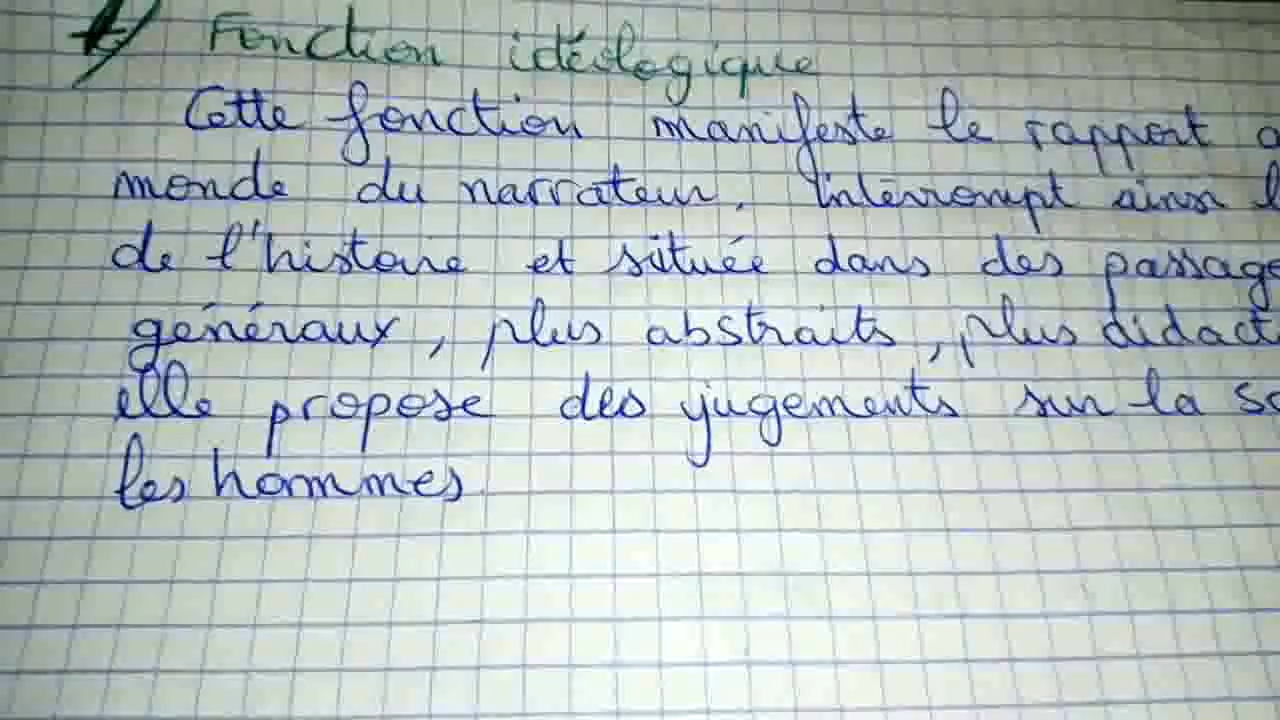 Fonction idéologique
Cette fonction manifeste le rapport
monde du narrateur. Interrompt ainsi
de l'histoire et située dans des passage
généraux, plus abstraits, plus didact
elle propose des jugements sur la so
les hommes